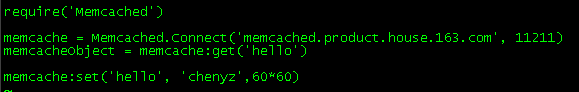 require('Memcached')
memcache = Memcached.Connect('memcached.product.house.163.com', 11211)
memcacheObject = memcache:get('hello')
memcache:set('hello', 'chenyz',60*60)
~